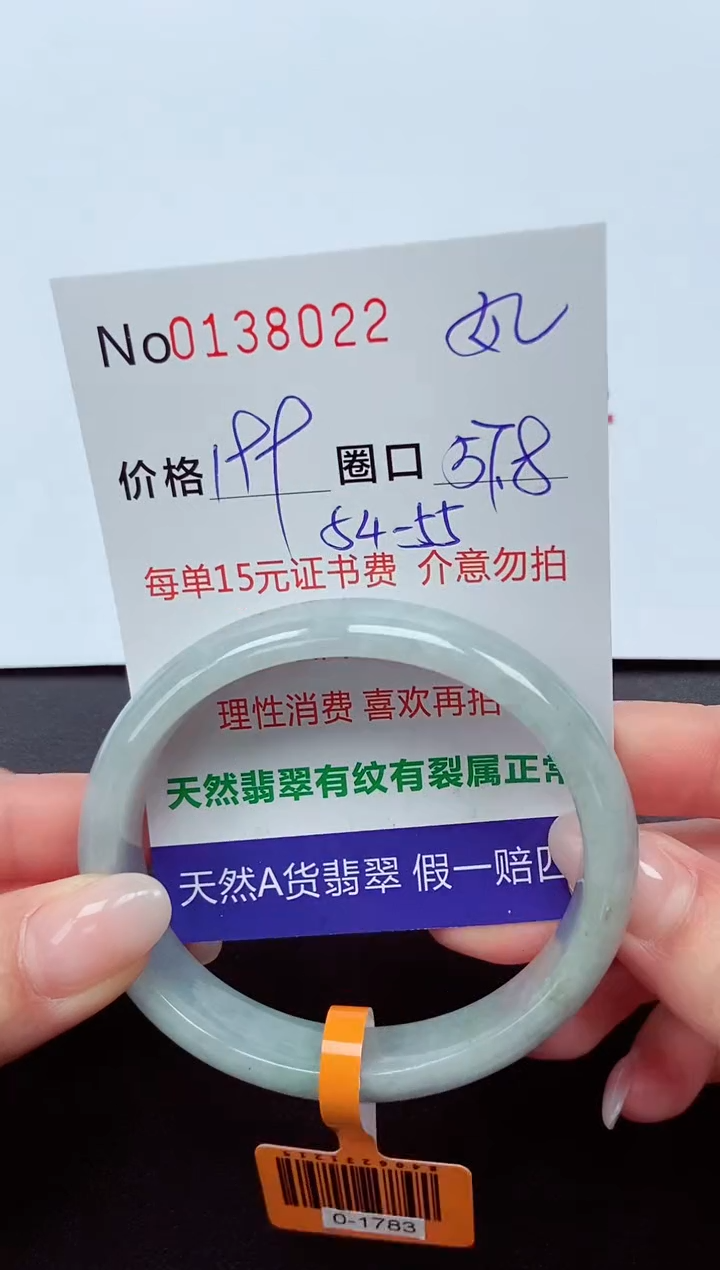 No0138022
价格199 圈口57.8
54-55
每单15元证书费 介意勿拍
理性消费 喜欢再拍
天然翡翠有纹有裂属正常
天然A货翡翠 假一赔四
0-1783